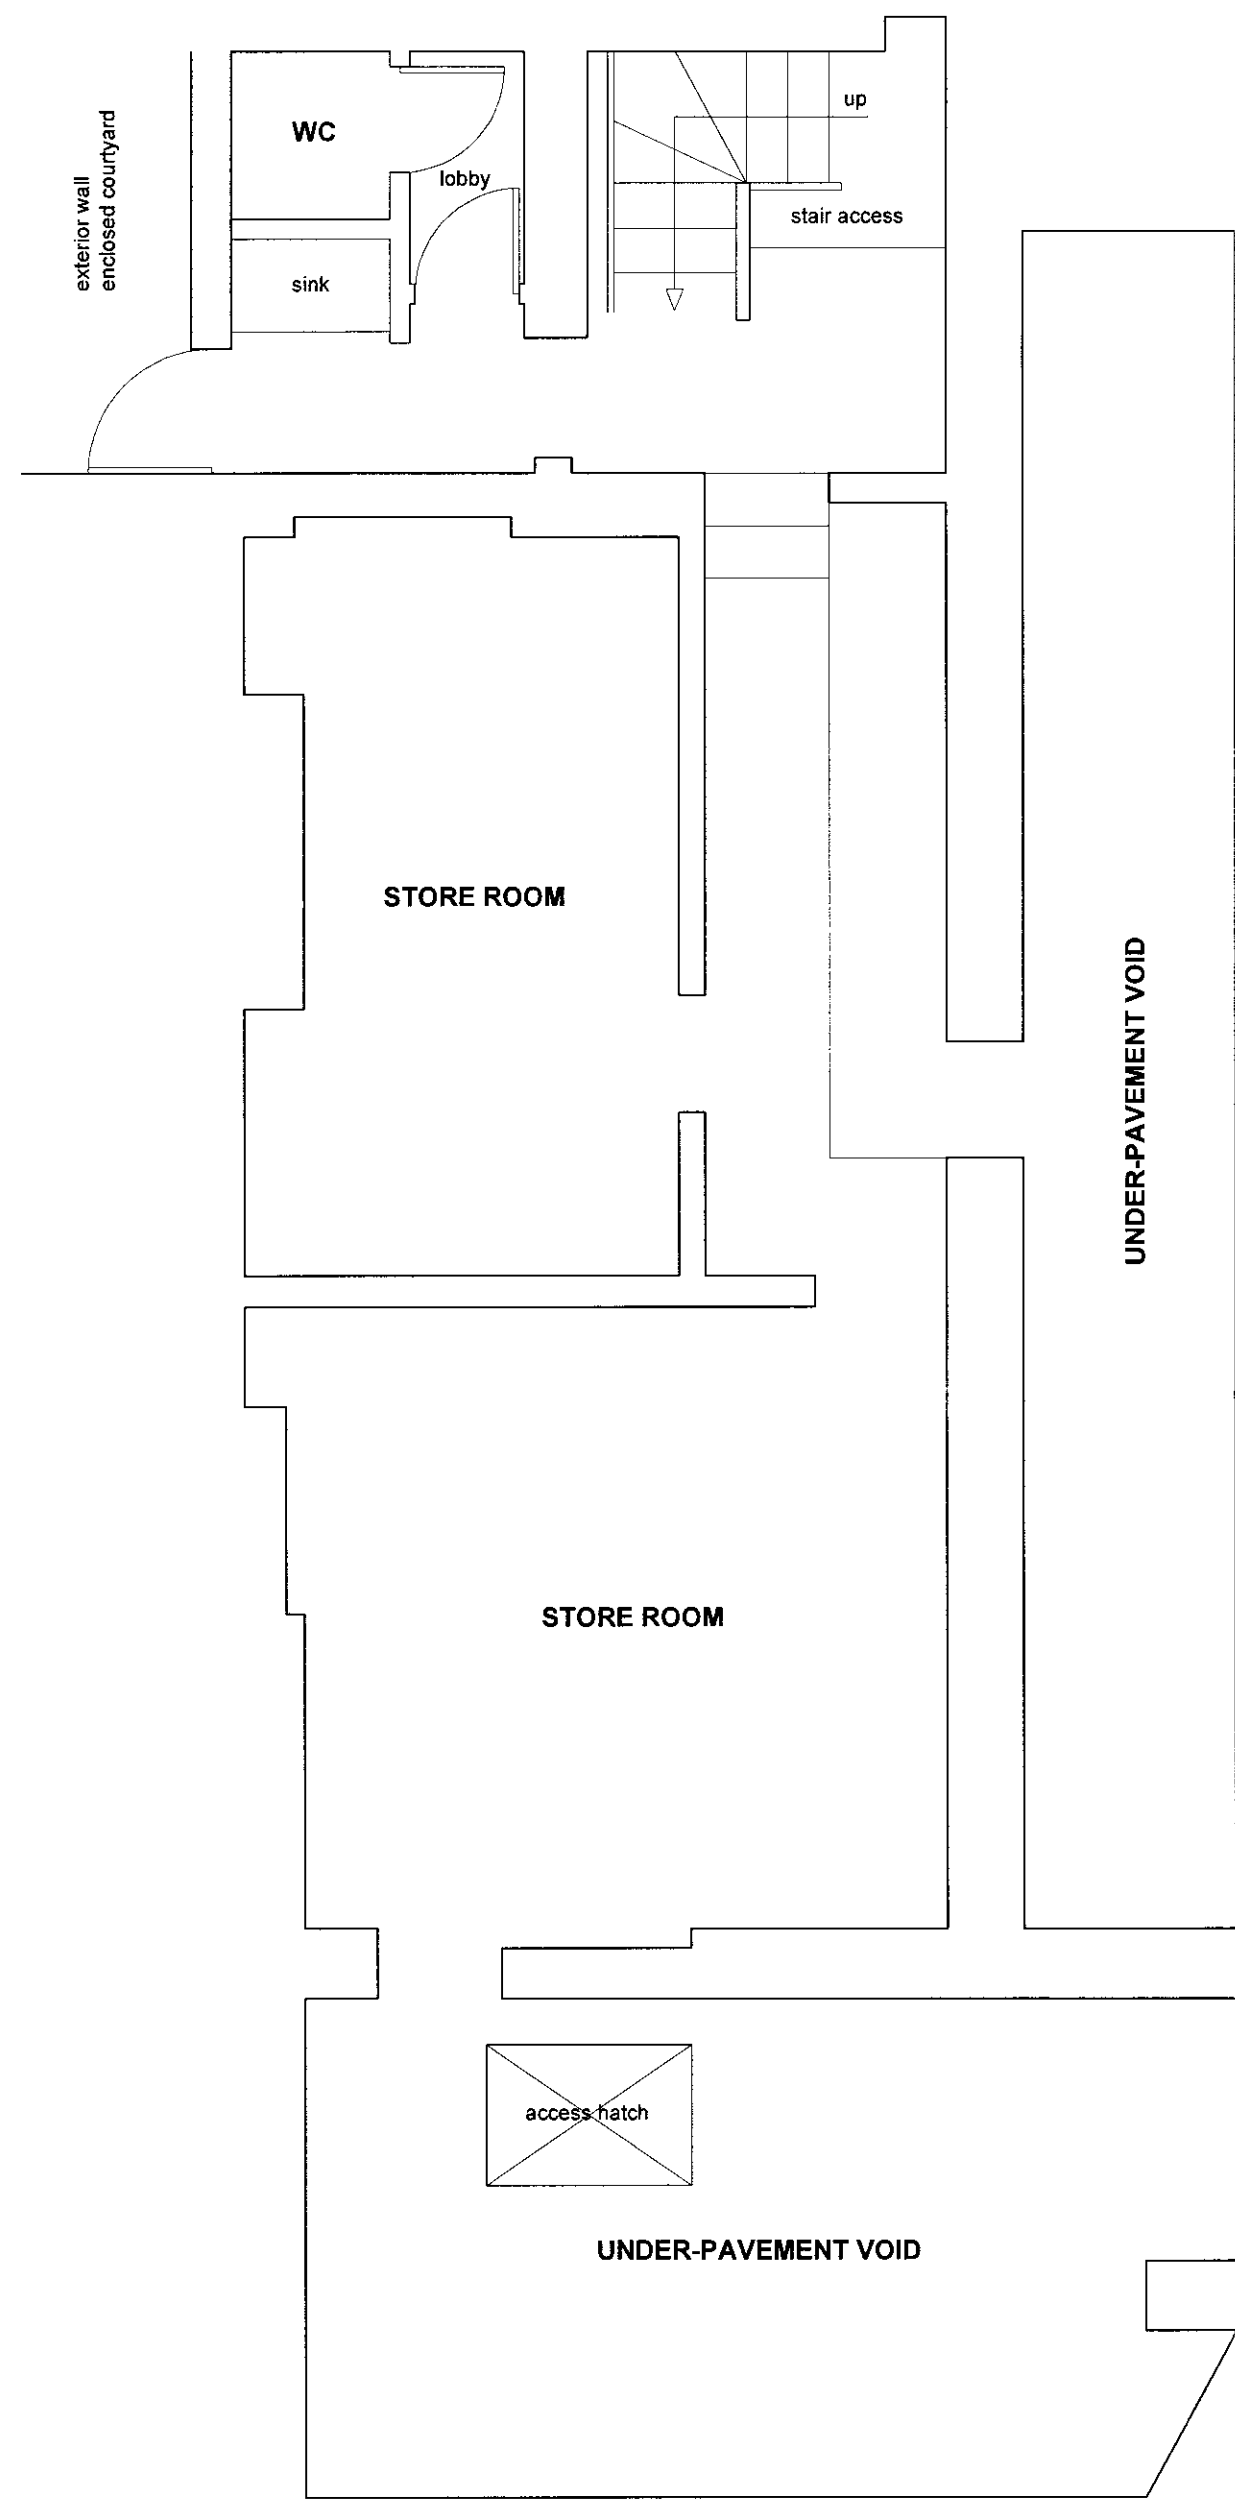 exterior wall
enclosed courtyard
WC
lobby
sink
up
stair access
STORE ROOM
UNDER-PAVEMENT VOID
STORE ROOM
access hatch
UNDER-PAVEMENT VOID